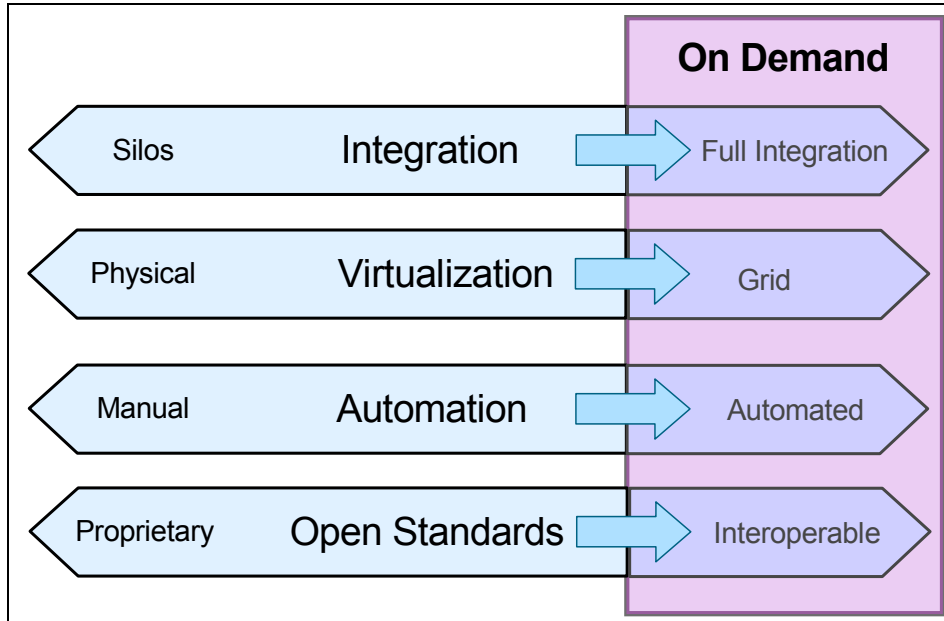 On Demand
Silos Integration Full Integration
Physical Virtualization Grid
Manual Automation Automated
Proprietary Open Standards Interoperable